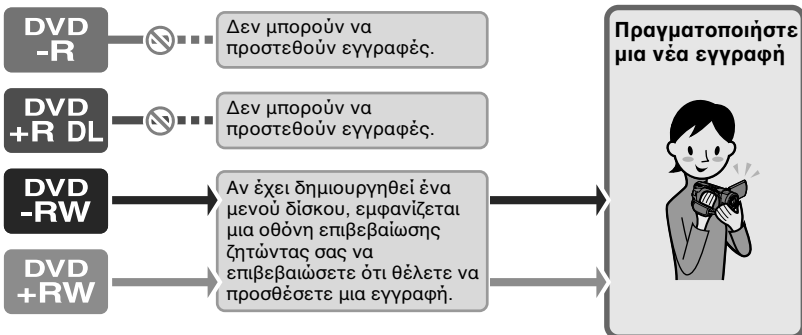 DVD
-R
Δεν μπορούν να
προστεθούν εγγραφές.
DVD
+R DL
Δεν μπορούν να
προστεθούν εγγραφές.
DVD
-RW
DVD
+RW
Αν έχει δημιουργηθεί ένα
μενού δίσκου, εμφανίζεται
μια οθόνη επιβεβαίωσης
ζητώντας σας να
επιβεβαιώσετε ότι θέλετε να
προσθέσετε μια εγγραφή.
Πραγματοποιήστε
μια νέα εγγραφή